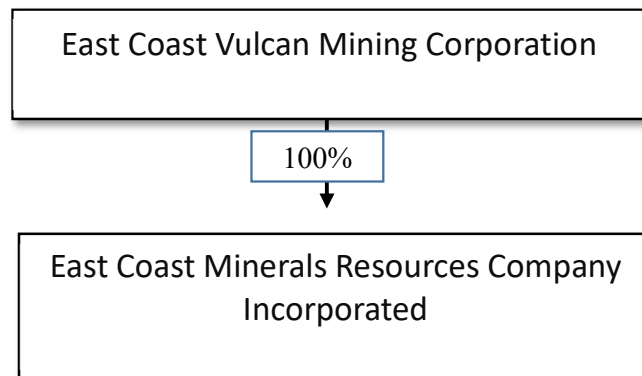 East Coast Vulcan Mining Corporation
100%
East Coast Minerals Resources Company
Incorporated